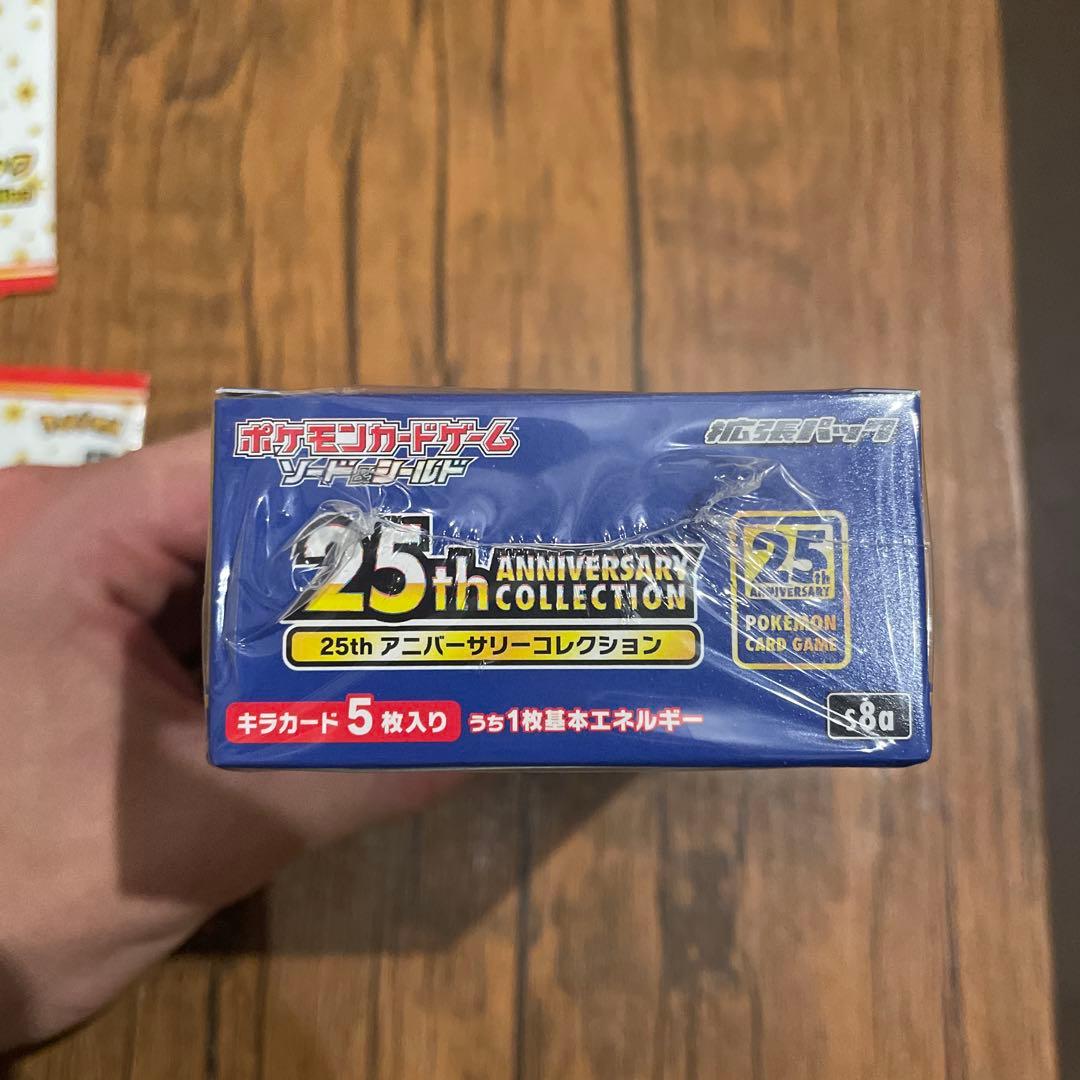 Pokémon
ポケモンカードゲーム
ソード&シールド
拡張パック
25th ANNIVERSARY
COLLECTION
25th アニバーサリーコレクション
25th
ANNIVERSARY
POKÉMON
CARD GAME
キラカード5枚入り うち1枚基本エネルギー
s8a